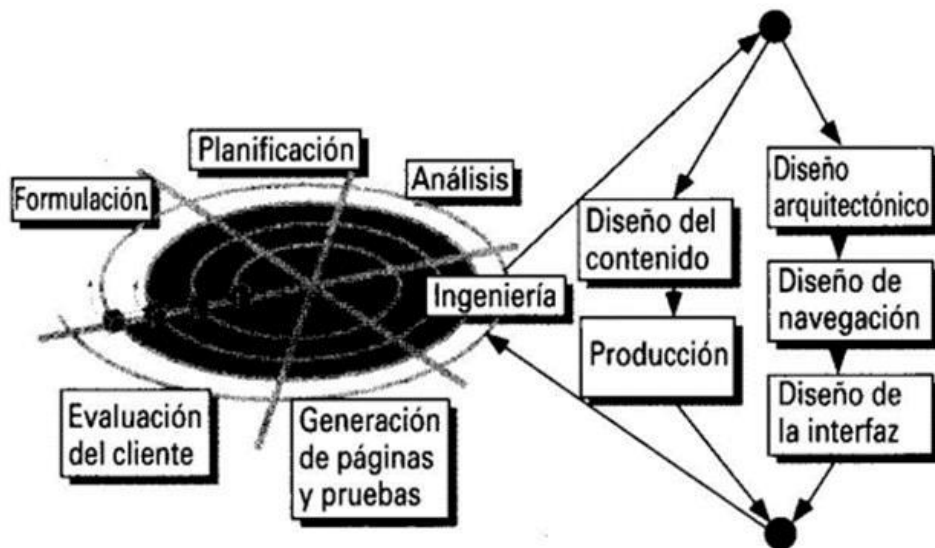 Planificación
Formulación
Análisis
Ingeniería
Evaluación
del cliente
Generación
de páginas
y pruebas
Diseño del
contenido
Producción
Diseño
arquitectónico
Diseño de
navegación
Diseño de
la interfaz